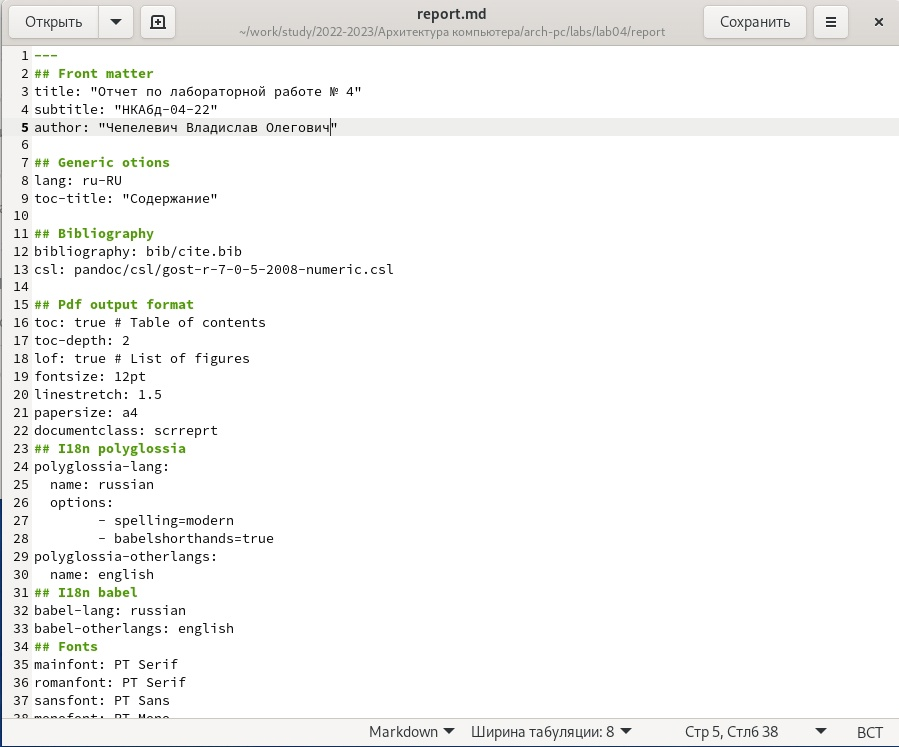 Открыть
report.md
~/work/study/2022-2023/Архитектура компьютера/arch-pc/labs/lab04/report
Сохранить
1 ---
2 ## Front matter
3 title: "Отчет по лабораторной работе № 4"
4 subtitle: "НКАбд-04-22"
5 author: "Чепелевич Владислав Олегович"
6
7 ## Generic otions
8 lang: ru-RU
9 toc-title: "Содержание"
10
11 ## Bibliography
12 bibliography: bib/cite.bib
13 csl: pandoc/csl/gost-r-7-0-5-2008-numeric.csl
14
15 ## Pdf output format
16 toc: true # Table of contents
17 toc-depth: 2
18 lof: true # List of figures
19 fontsize: 12pt
20 linestretch: 1.5
21 papersize: a4
22 documentclass: scrreprt
23 ## I18n polyglossia
24 polyglossia-lang:
25   name: russian
26   options:
27         - spelling=modern
28         - babelshorthands=true
29 polyglossia-otherlangs:
30   name: english
31 ## I18n babel
32 babel-lang: russian
33 babel-otherlangs: english
34 ## Fonts
35 mainfont: PT Serif
36 romanfont: PT Serif
37 sansfont: PT Sans
38 monofont: PT Mono
Markdown Ширина табуляции: 8 Стр 5, Стлб 38 ВСТ